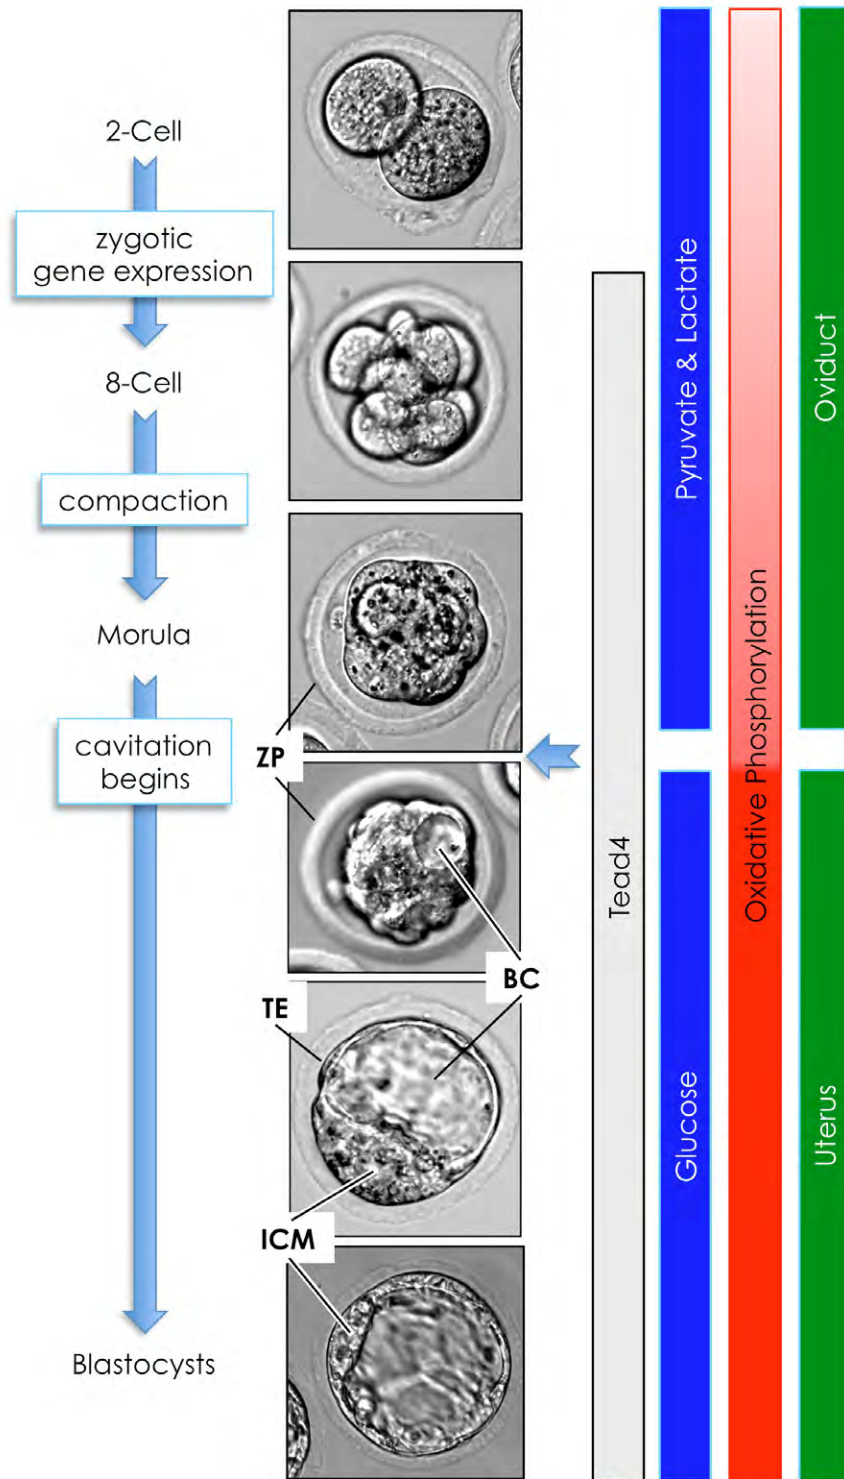 2-Cell
zygotic
gene expression
8-Cell
compaction
Morula
cavitation
begins
Blastocysts
ZP
BC
TE
ICM
Tead4
Pyruvate & Lactate
Glucose
Oxidative Phosphorylation
Oviduct
Uterus